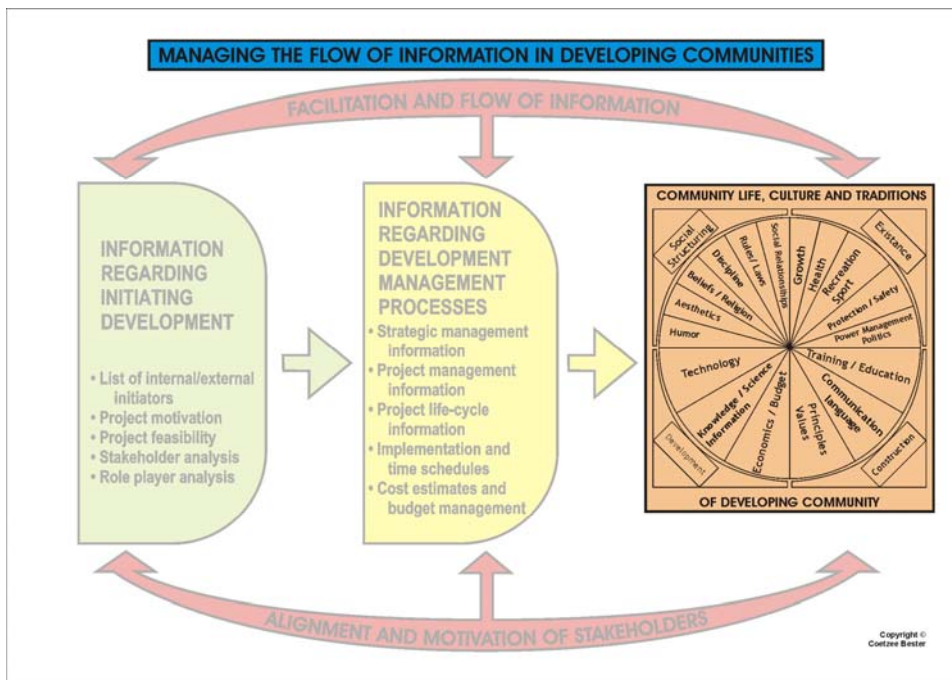 MANAGING THE FLOW OF INFORMATION IN DEVELOPING COMMUNITIES
FACILITATION AND FLOW OF INFORMATION
INFORMATION
REGARDING
INITIATING
DEVELOPMENT
• List of internal/external
initiators
• Project motivation
• Project feasibility
• Stakeholder analysis
• Role player analysis
INFORMATION
REGARDING
DEVELOPMENT
MANAGEMENT
PROCESSES
• Strategic management
information
• Project management
information
• Project life-cycle
information
• Implementation and
time schedules
• Cost estimates and
budget management
COMMUNITY LIFE, CULTURE AND TRADITIONS
Social
Structuring
Existance
Humor
Aesthetics
Beliefs / Religion
Discipline
Rules/ Laws
Social Relationships
Growth
Health
Recreation
Sport
Protection / Safety
Power Management
Politics
Training / Education
Communication
language
Principles
Values
Economics / Budget
Knowledge / Science
Information
Technology
Development
Construction
OF DEVELOPING COMMUNITY
ALIGNMENT AND MOTIVATION OF STAKEHOLDERS
Copyright ©
Coetzee Bester